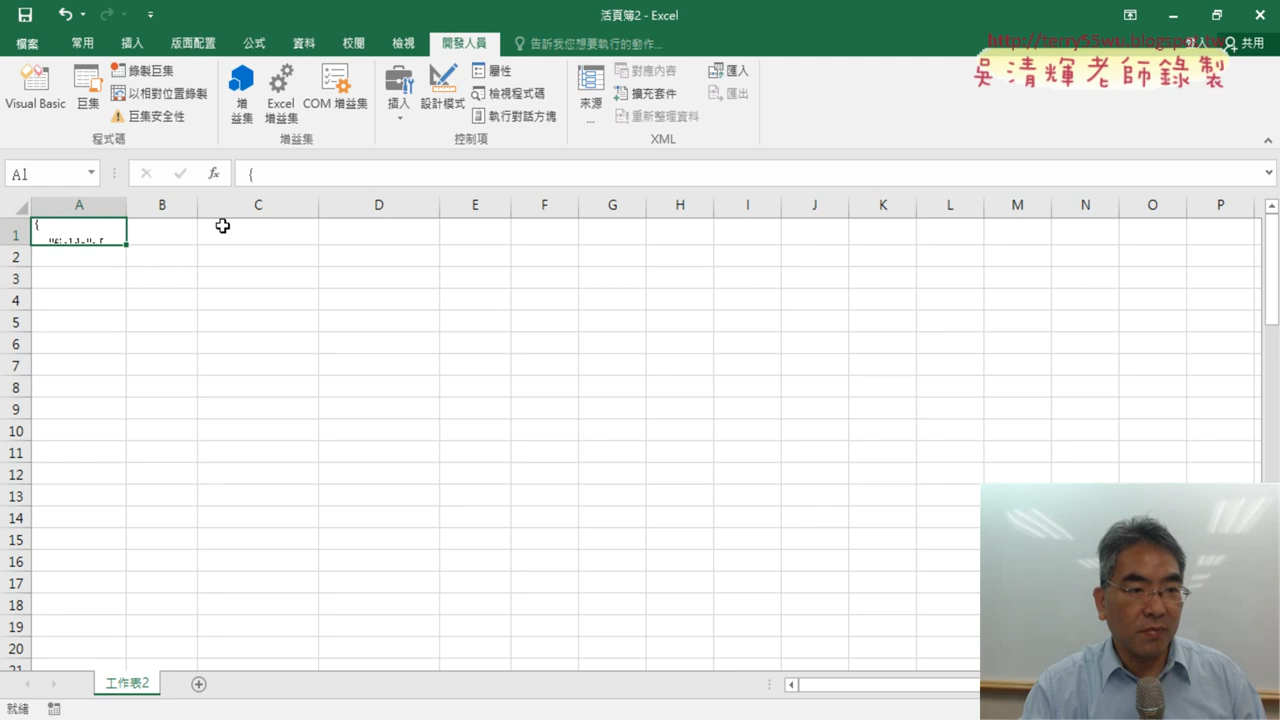 活頁簿2 - Excel
http://terry55wu.blogspot.tw
檔案 常用 插入 版面配置 公式 資料 校閱 檢視 開發人員 告訴我您想要執行的動作... 共用
吳清輝老師錄製
Visual Basic 巨集 錄製巨集 以相對位置錄製 巨集安全性
增益集 Excel 增益集 COM 增益集
插入 設計模式 屬性 檢視程式碼 執行對話方塊
來源... 對應內容 擴充套件 重新整理資料 匯入 匯出
程式碼 增益集 控制項 XML
A1 fx {
A B C D E F G H I J K L M N O P
1 {
2
3
4
5
6
7
8
9
10
11
12
13
14
15
16
17
18
19
20
工作表2
就緒